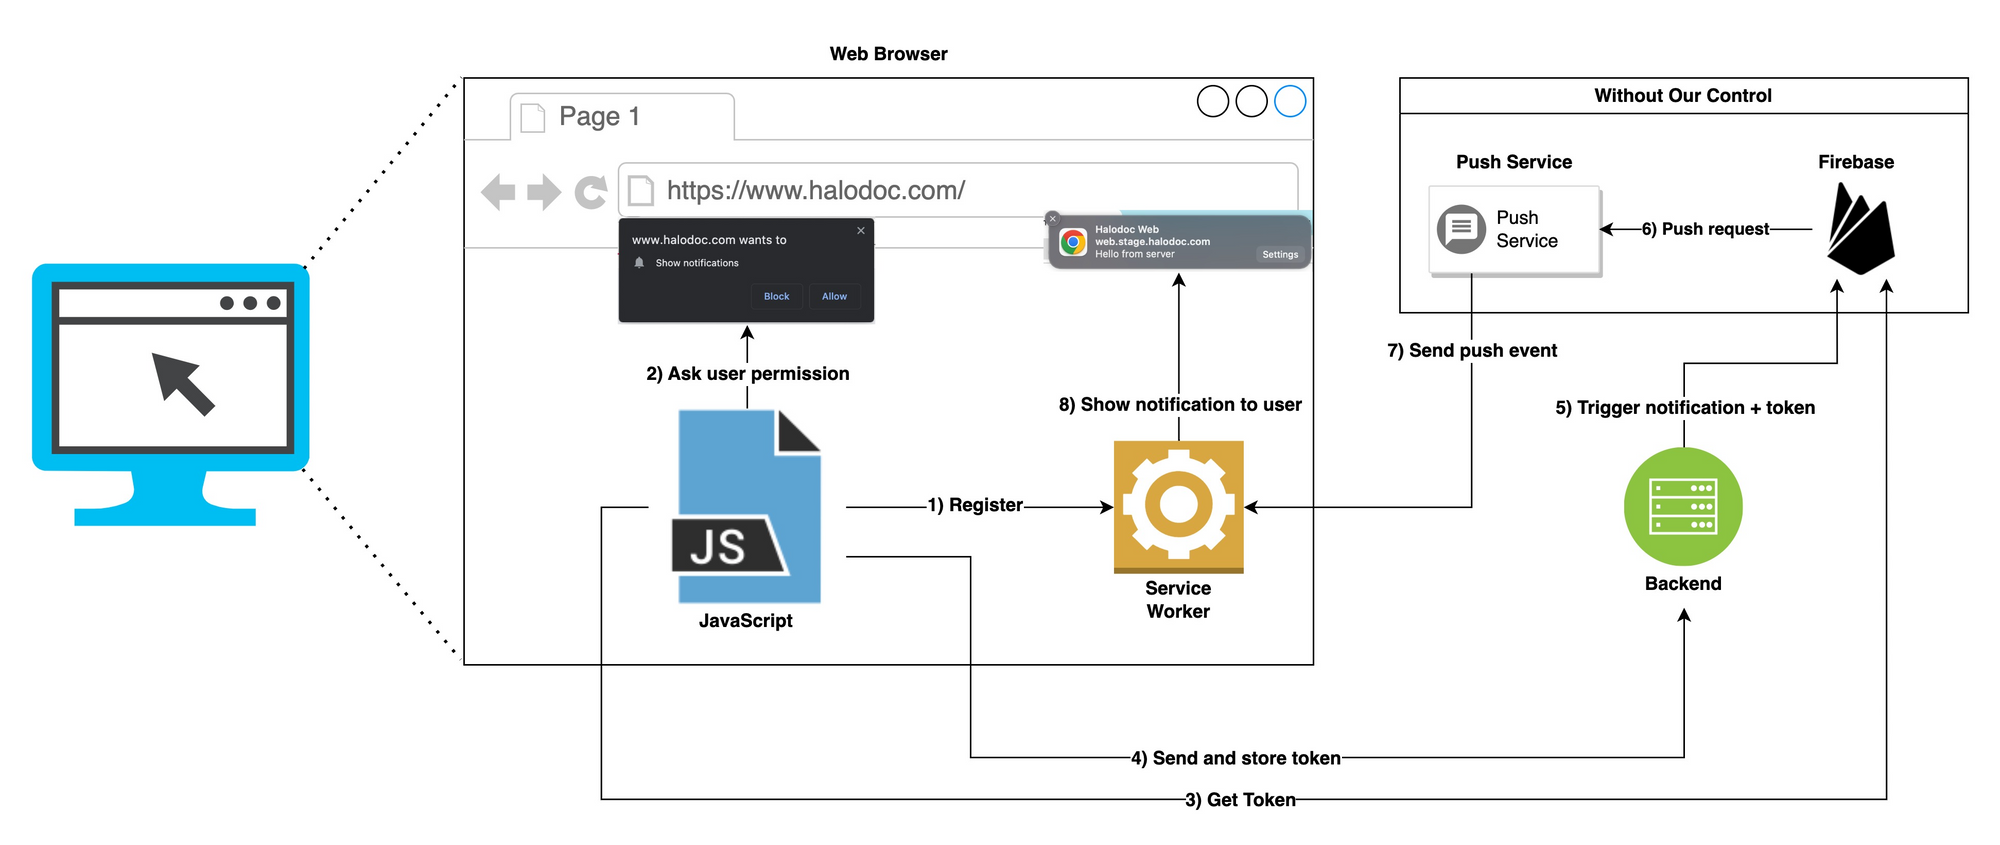 Web Browser
Page 1
https://www.halodoc.com/
www.halodoc.com wants to
Show notifications
Block
Allow
Halodoc Web
web.stage.halodoc.com
Hello from server
Settings
2) Ask user permission
8) Show notification to user
JS
JavaScript
1) Register
Service
Worker
Without Our Control
Push Service
Firebase
Push
Service
6) Push request
7) Send push event
5) Trigger notification + token
Backend
4) Send and store token
3) Get Token